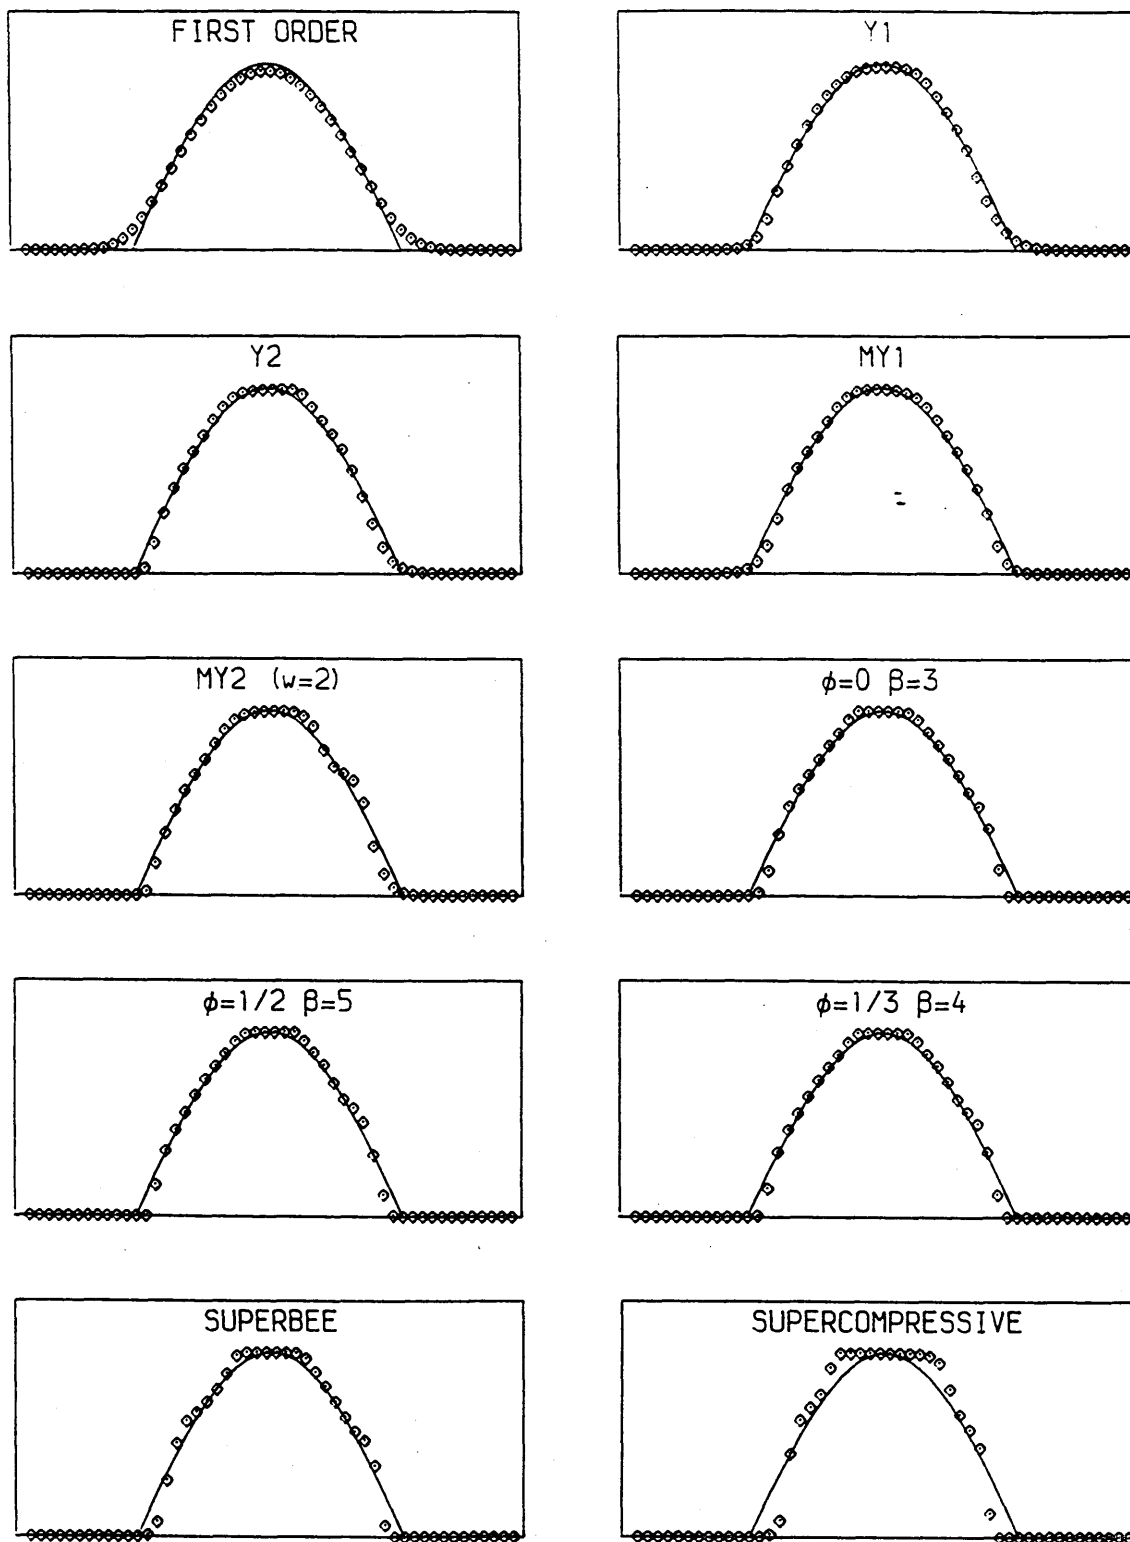 FIRST ORDER
Y1
Y2
MY1
MY2 (w=2)
ϕ=0 β=3
ϕ=1/2 β=5
ϕ=1/3 β=4
SUPERBEE
SUPERCOMPRESSIVE